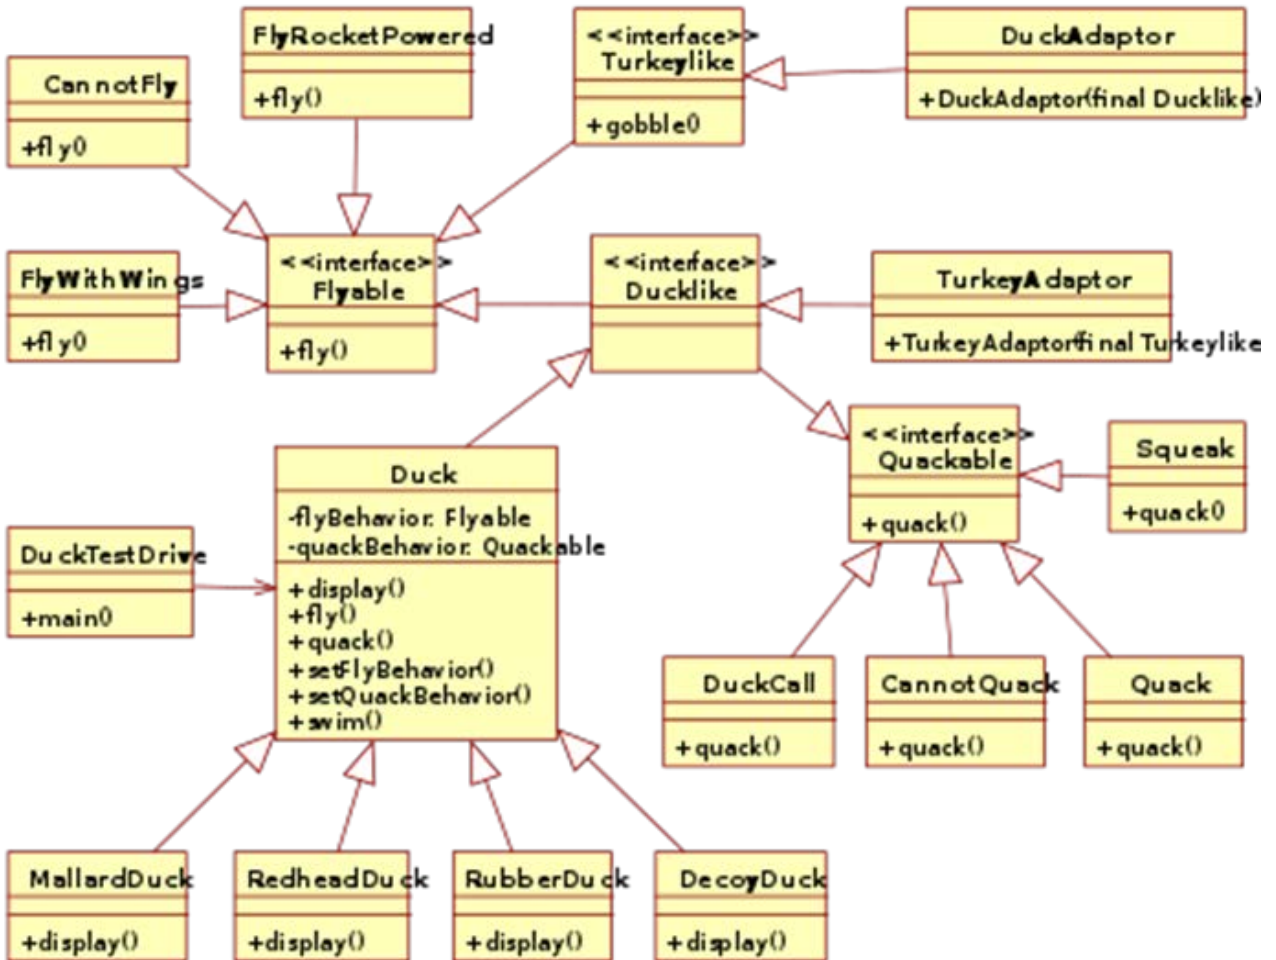 FlyRocketPowered
+fly()
<<interface>>
Turkeylike
+gobble()
DuckAdaptor
+DuckAdaptor(final Ducklike)
CannotFly
+fly()
FlyWithWings
+fly()
<<interface>>
Flyable
+fly()
<<interface>>
Ducklike
TurkeyAdaptor
+TurkeyAdaptor(final Turkeylike
<<interface>>
Quackable
+quack()
Squeak
+quack()
Duck
-flyBehavior: Flyable
-quackBehavior: Quackable
+display()
+fly()
+quack()
+setFlyBehavior()
+setQuackBehavior()
+swim()
DuckTestDrive
+main()
DuckCall
+quack()
CannotQuack
+quack()
Quack
+quack()
MallardDuck
+display()
RedheadDuck
+display()
RubberDuck
+display()
DecoyDuck
+display()